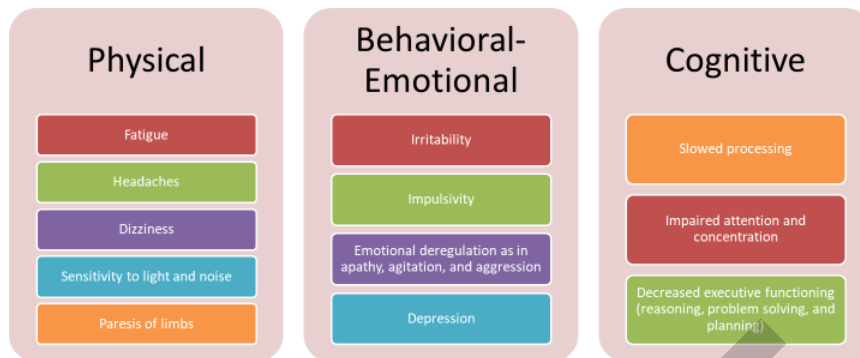 Physical
Fatigue
Headaches
Dizziness
Sensitivity to light and noise
Paresis of limbs
Behavioral-
Emotional
Irritability
Impulsivity
Emotional deregulation as in
apathy, agitation, and aggression
Depression
Cognitive
Slowed processing
Impaired attention and
concentration
Decreased executive functioning
(reasoning, problem solving, and
planning)